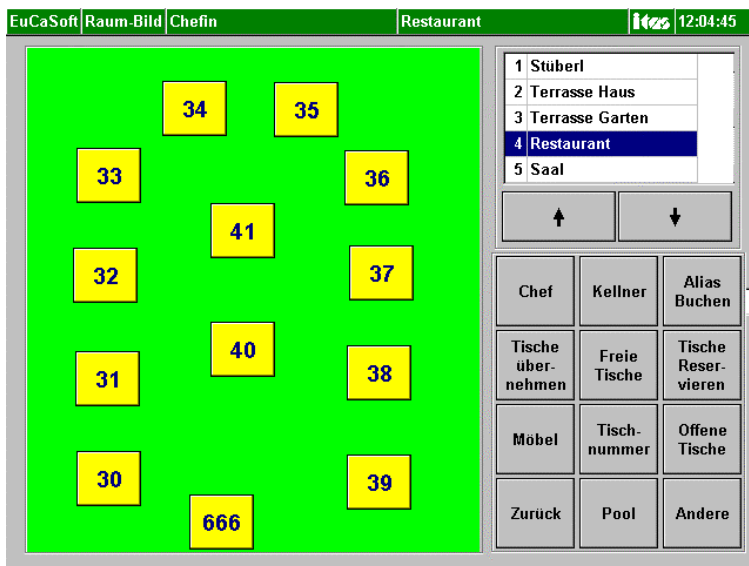 EuCaSoft Raum-Bild Chefin Restaurant itas 12:04:45
34
35
33
36
41
32
37
40
31
38
30
39
666
1 Stüberl
2 Terrasse Haus
3 Terrasse Garten
4 Restaurant
5 Saal
Chef
Kellner
Alias
Buchen
Tische
über-
nehmen
Freie
Tische
Tische
Reser-
vieren
Möbel
Tisch-
nummer
Offene
Tische
Zurück
Pool
Andere